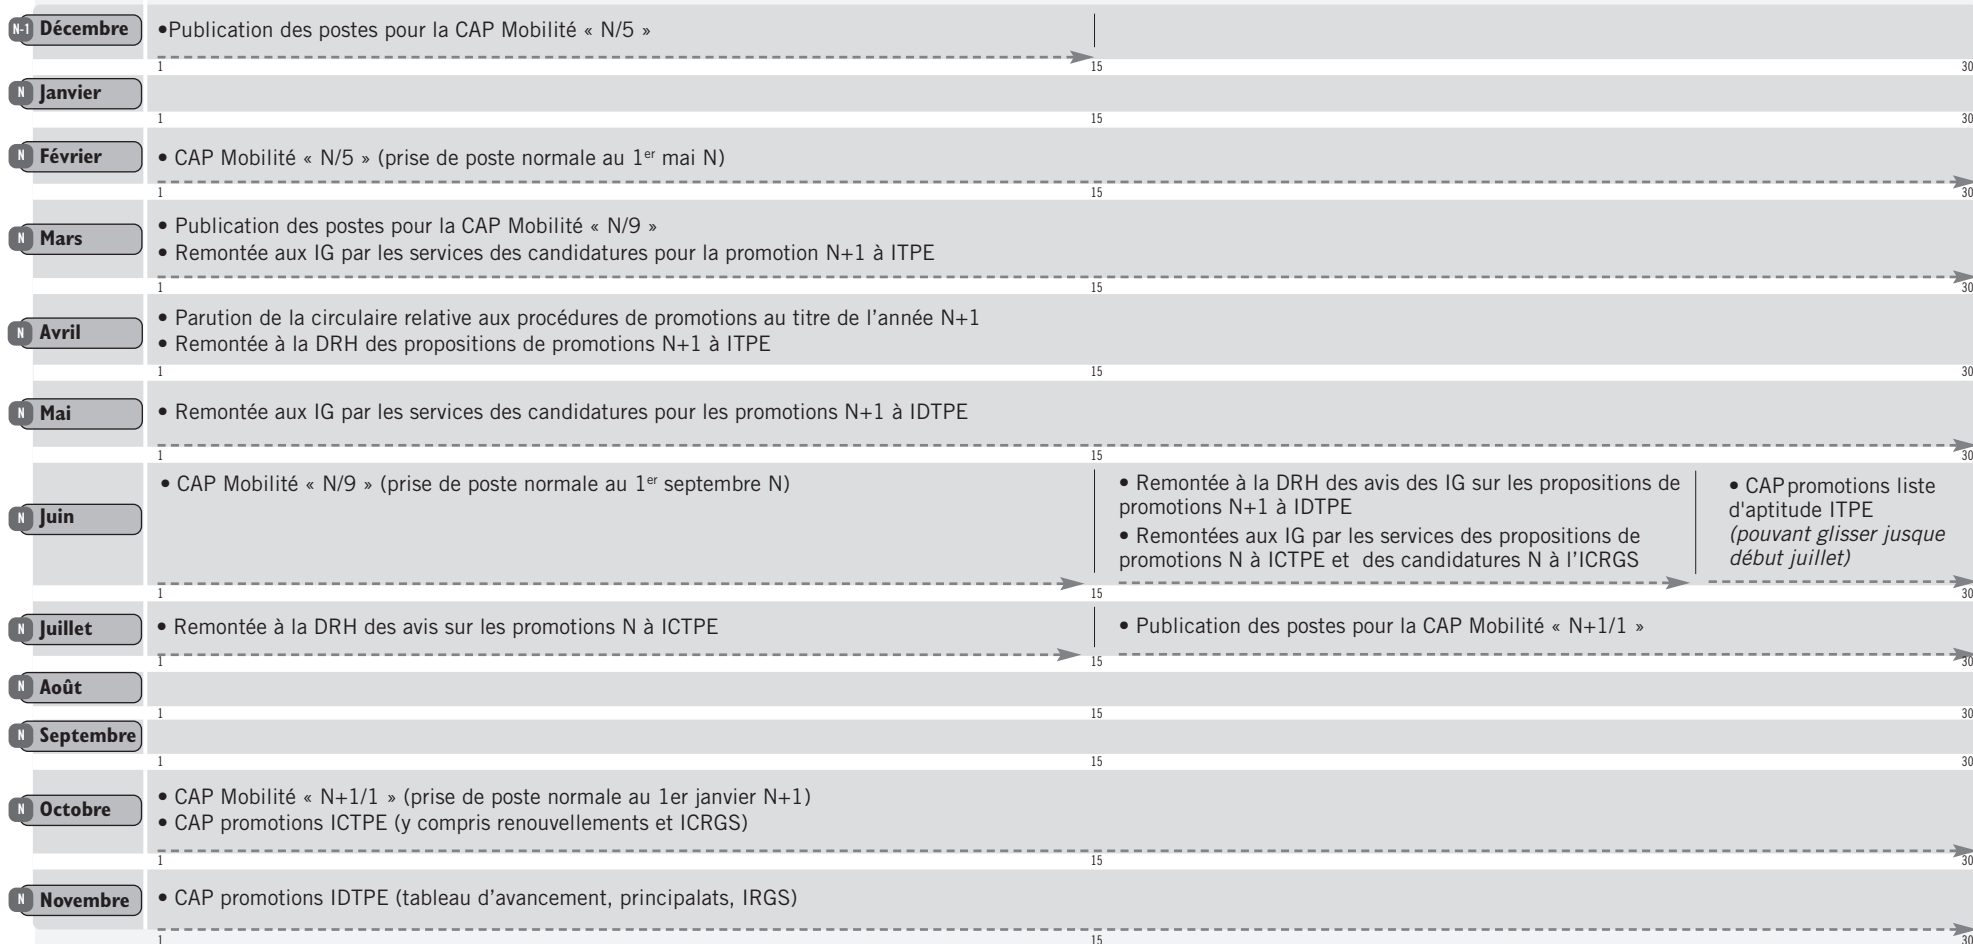 N-1 Décembre
•Publication des postes pour la CAP Mobilité « N/5 »
1 15 30
N Janvier
1 15 30
N Février
• CAP Mobilité « N/5 » (prise de poste normale au 1er mai N)
1 15 30
N Mars
• Publication des postes pour la CAP Mobilité « N/9 »
• Remontée aux IG par les services des candidatures pour la promotion N+1 à ITPE
1 15 30
N Avril
• Parution de la circulaire relative aux procédures de promotions au titre de l'année N+1
• Remontée à la DRH des propositions de promotions N+1 à ITPE
1 15 30
N Mai
• Remontée aux IG par les services des candidatures pour les promotions N+1 à IDTPE
1 15 30
N Juin
• CAP Mobilité « N/9 » (prise de poste normale au 1er septembre N)
• Remontée à la DRH des avis des IG sur les propositions de
promotions N+1 à IDTPE
• Remontées aux IG par les services des propositions de
promotions N à ICTPE et des candidatures N à l'ICRGS
• CAP promotions liste
d'aptitude ITPE
(pouvant glisser jusque
début juillet)
1 15 30
N Juillet
• Remontée à la DRH des avis sur les promotions N à ICTPE
• Publication des postes pour la CAP Mobilité « N+1/1 »
1 15 30
N Août
1 15 30
N Septembre
1 15 30
N Octobre
• CAP Mobilité « N+1/1 » (prise de poste normale au 1er janvier N+1)
• CAP promotions ICTPE (y compris renouvellements et ICRGS)
1 15 30
N Novembre
• CAP promotions IDTPE (tableau d'avancement, principalats, IRGS)
1 15 30